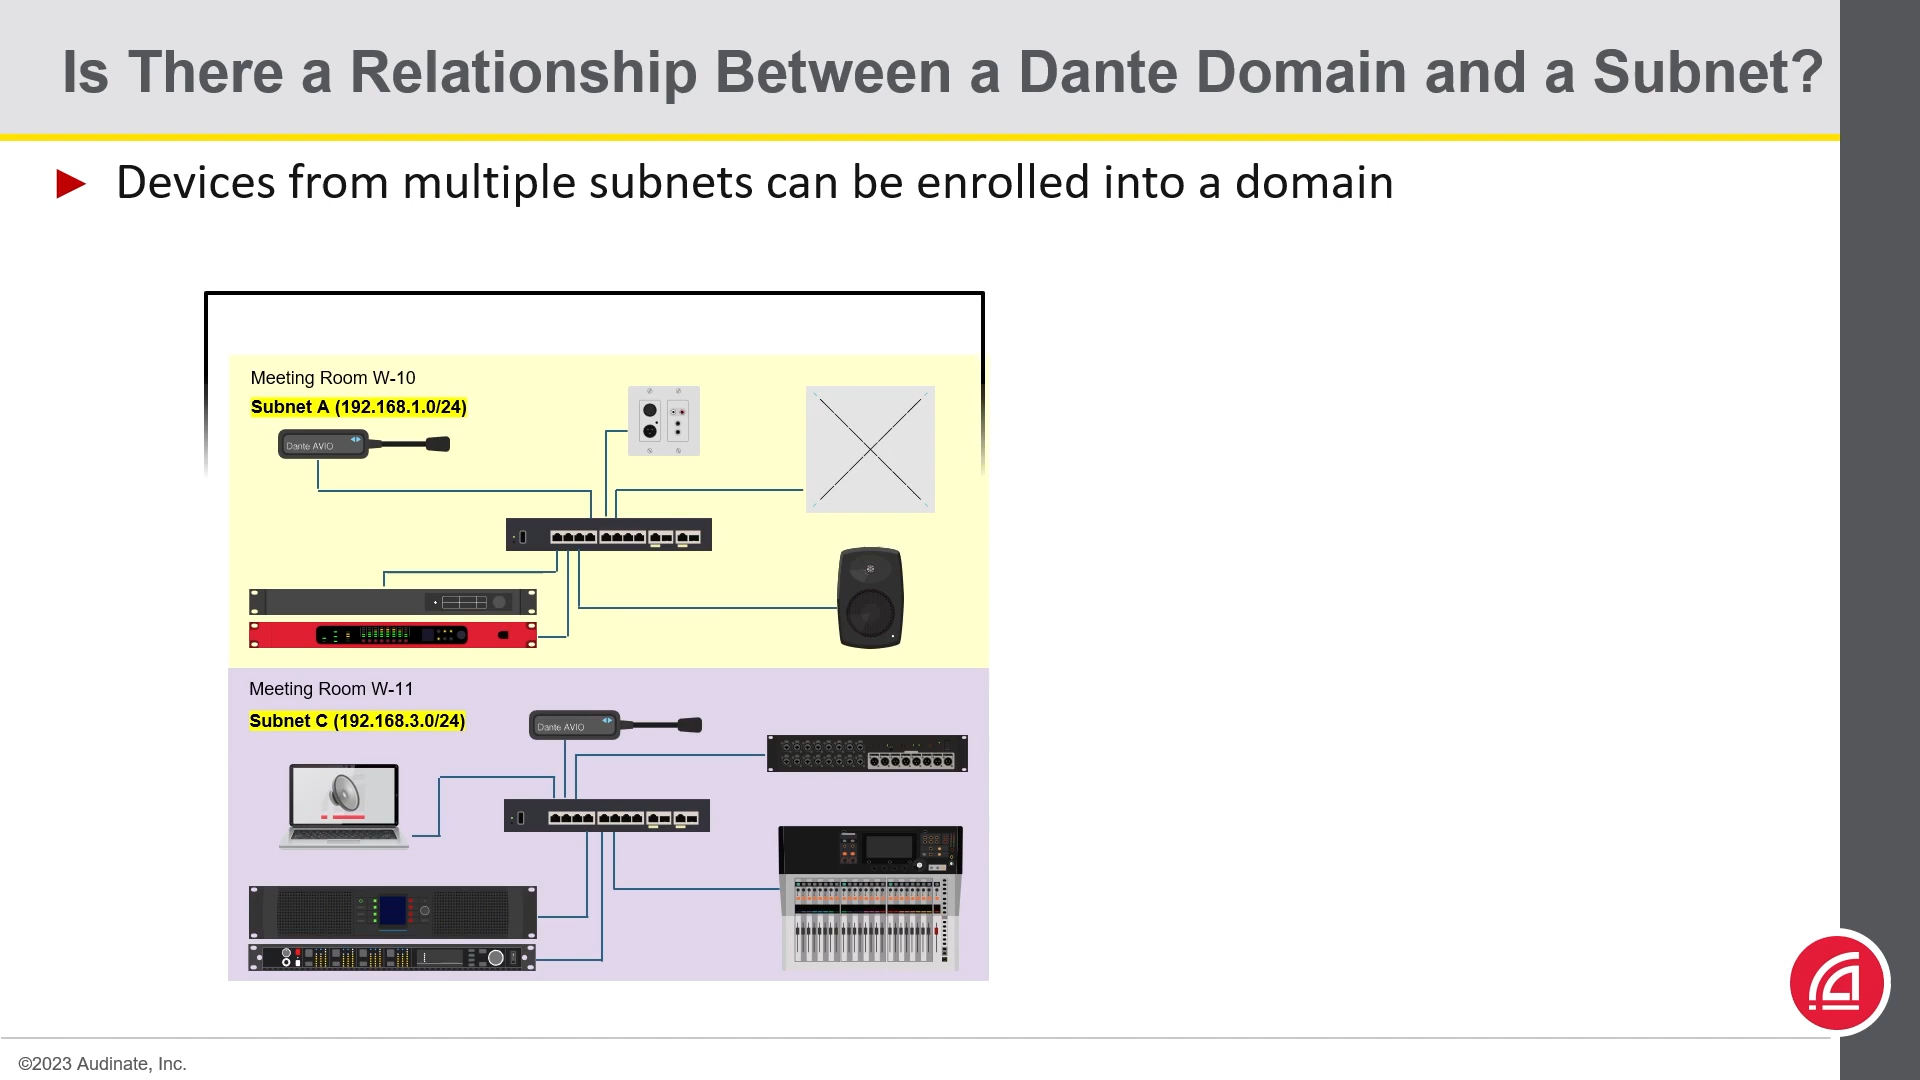 Is There a Relationship Between a Dante Domain and a Subnet?
Devices from multiple subnets can be enrolled into a domain
Meeting Room W-10
Subnet A (192.168.1.0/24)
Dante AVIO
Meeting Room W-11
Subnet C (192.168.3.0/24)
Dante AVIO
©2023 Audinate, Inc.